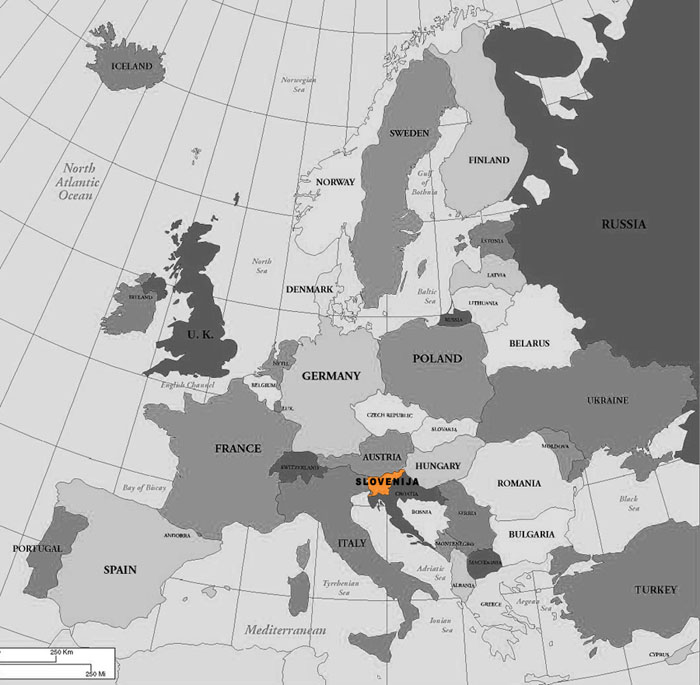 ICELAND
Norwegian
Sea
SWEDEN
FINLAND
North
Atlantic
Ocean
NORWAY
Gulf
of
Bothnia
RUSSIA
ESTONIA
North
Sea
LATVIA
DENMARK
Baltic
Sea
LITHUANIA
IRELAND
RUSSIA
U. K.
BELARUS
NETH.
POLAND
GERMANY
English Channel
BELGIUM
UKRAINE
LUX.
CZECH REPUBLIC
SLOVAKIA
FRANCE
MOLDOVA
AUSTRIA
SWITZERLAND
HUNGARY
SLOVENIJA
ROMANIA
Bay of Biscay
CROATIA
Black
Sea
BOSNIA
SERBIA
ANDORRA
BULGARIA
ITALY
MONTENEGRO
PORTUGAL
MACEDONIA
SPAIN
Adriatic
Sea
Tyrrhenian
Sea
ALBANIA
TURKEY
GREECE
Aegean
Sea
Ionian
Sea
Mediterranean
250 Km
CYPRUS
250 Mi